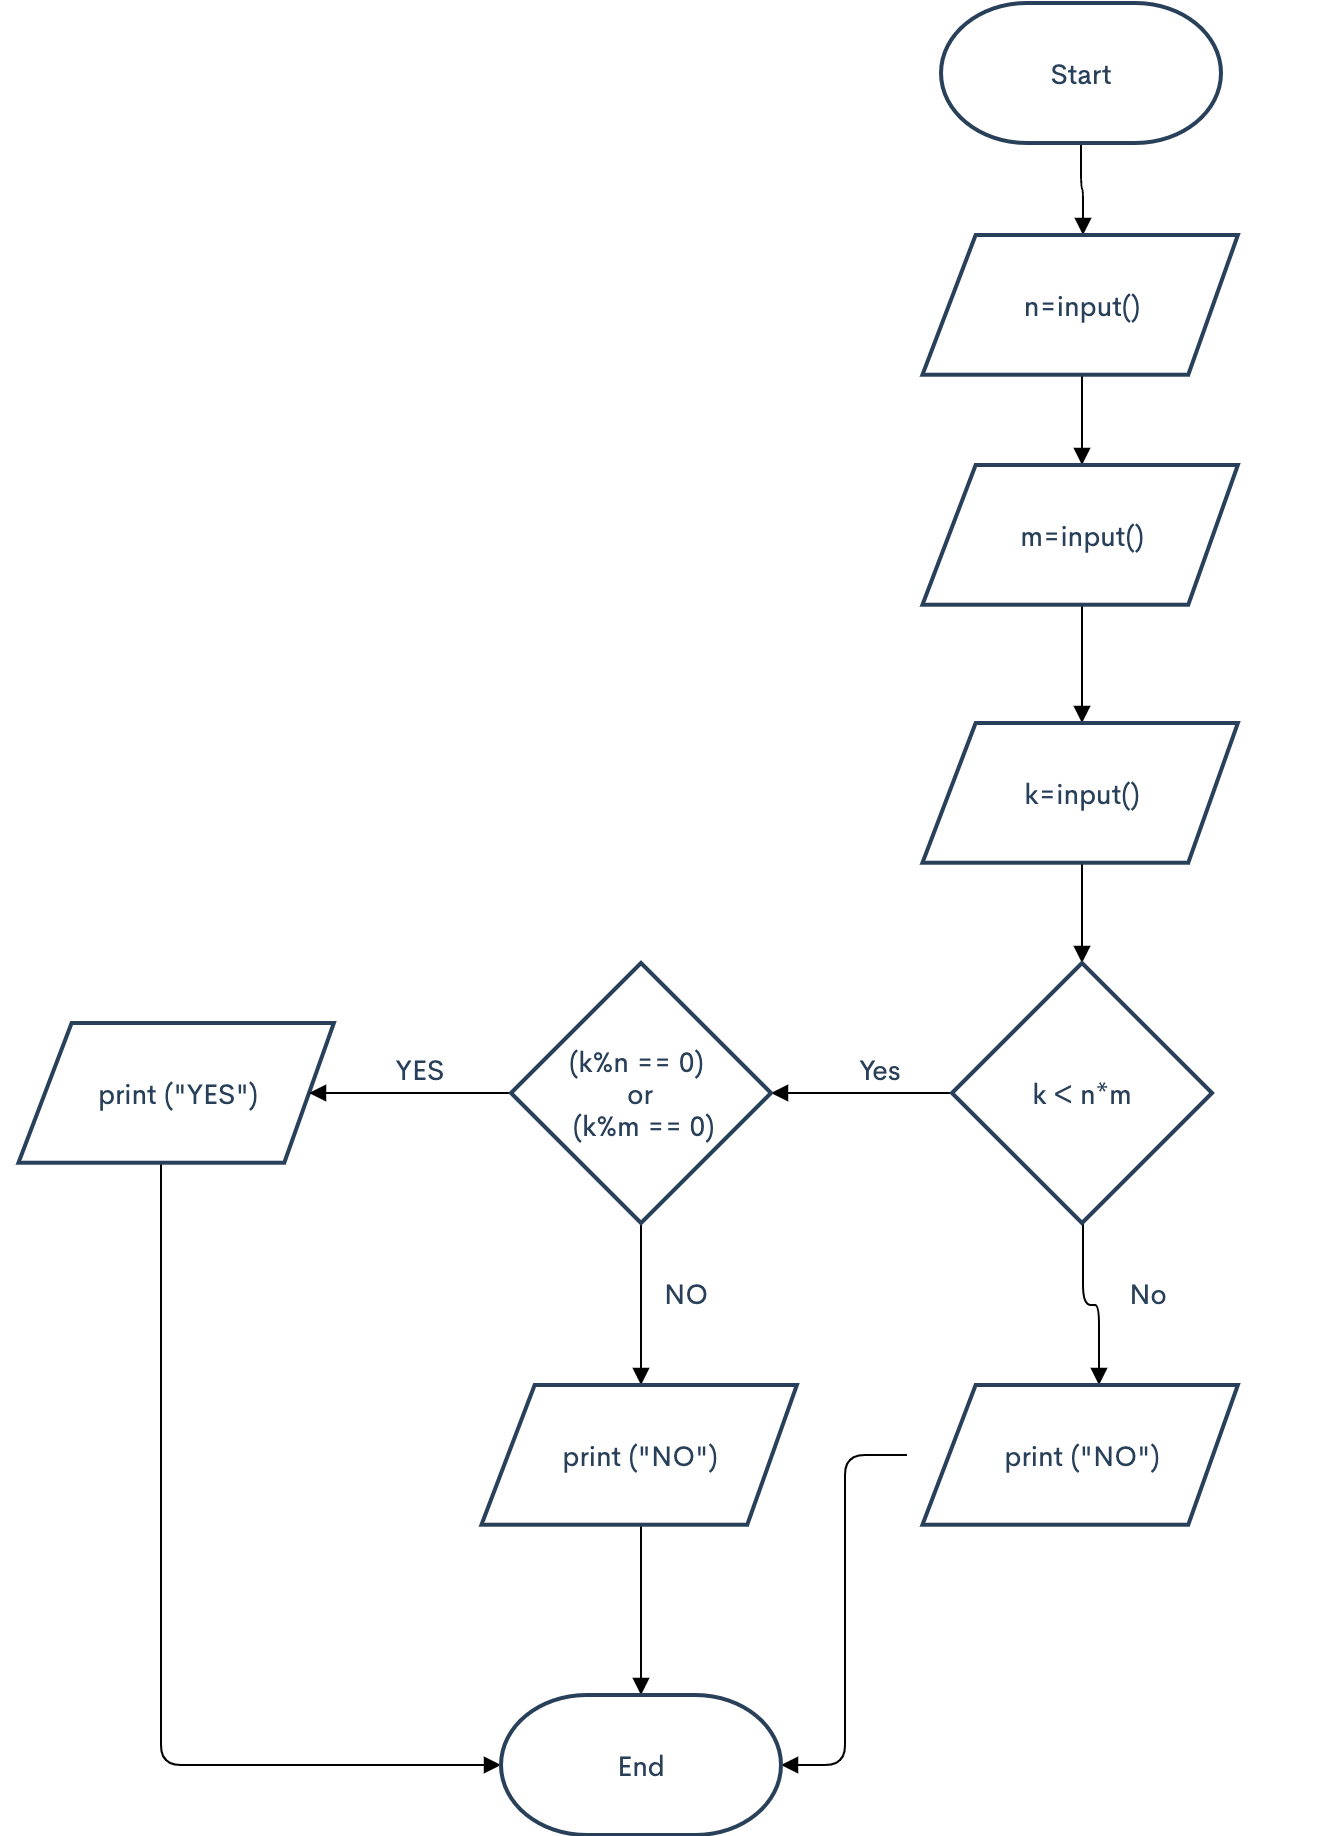 Start
n=input()
m=input()
k=input()
k < n*m
Yes
(k%n == 0)
or
(k%m == 0)
YES
print ("YES")
NO
No
print ("NO")
print ("NO")
End